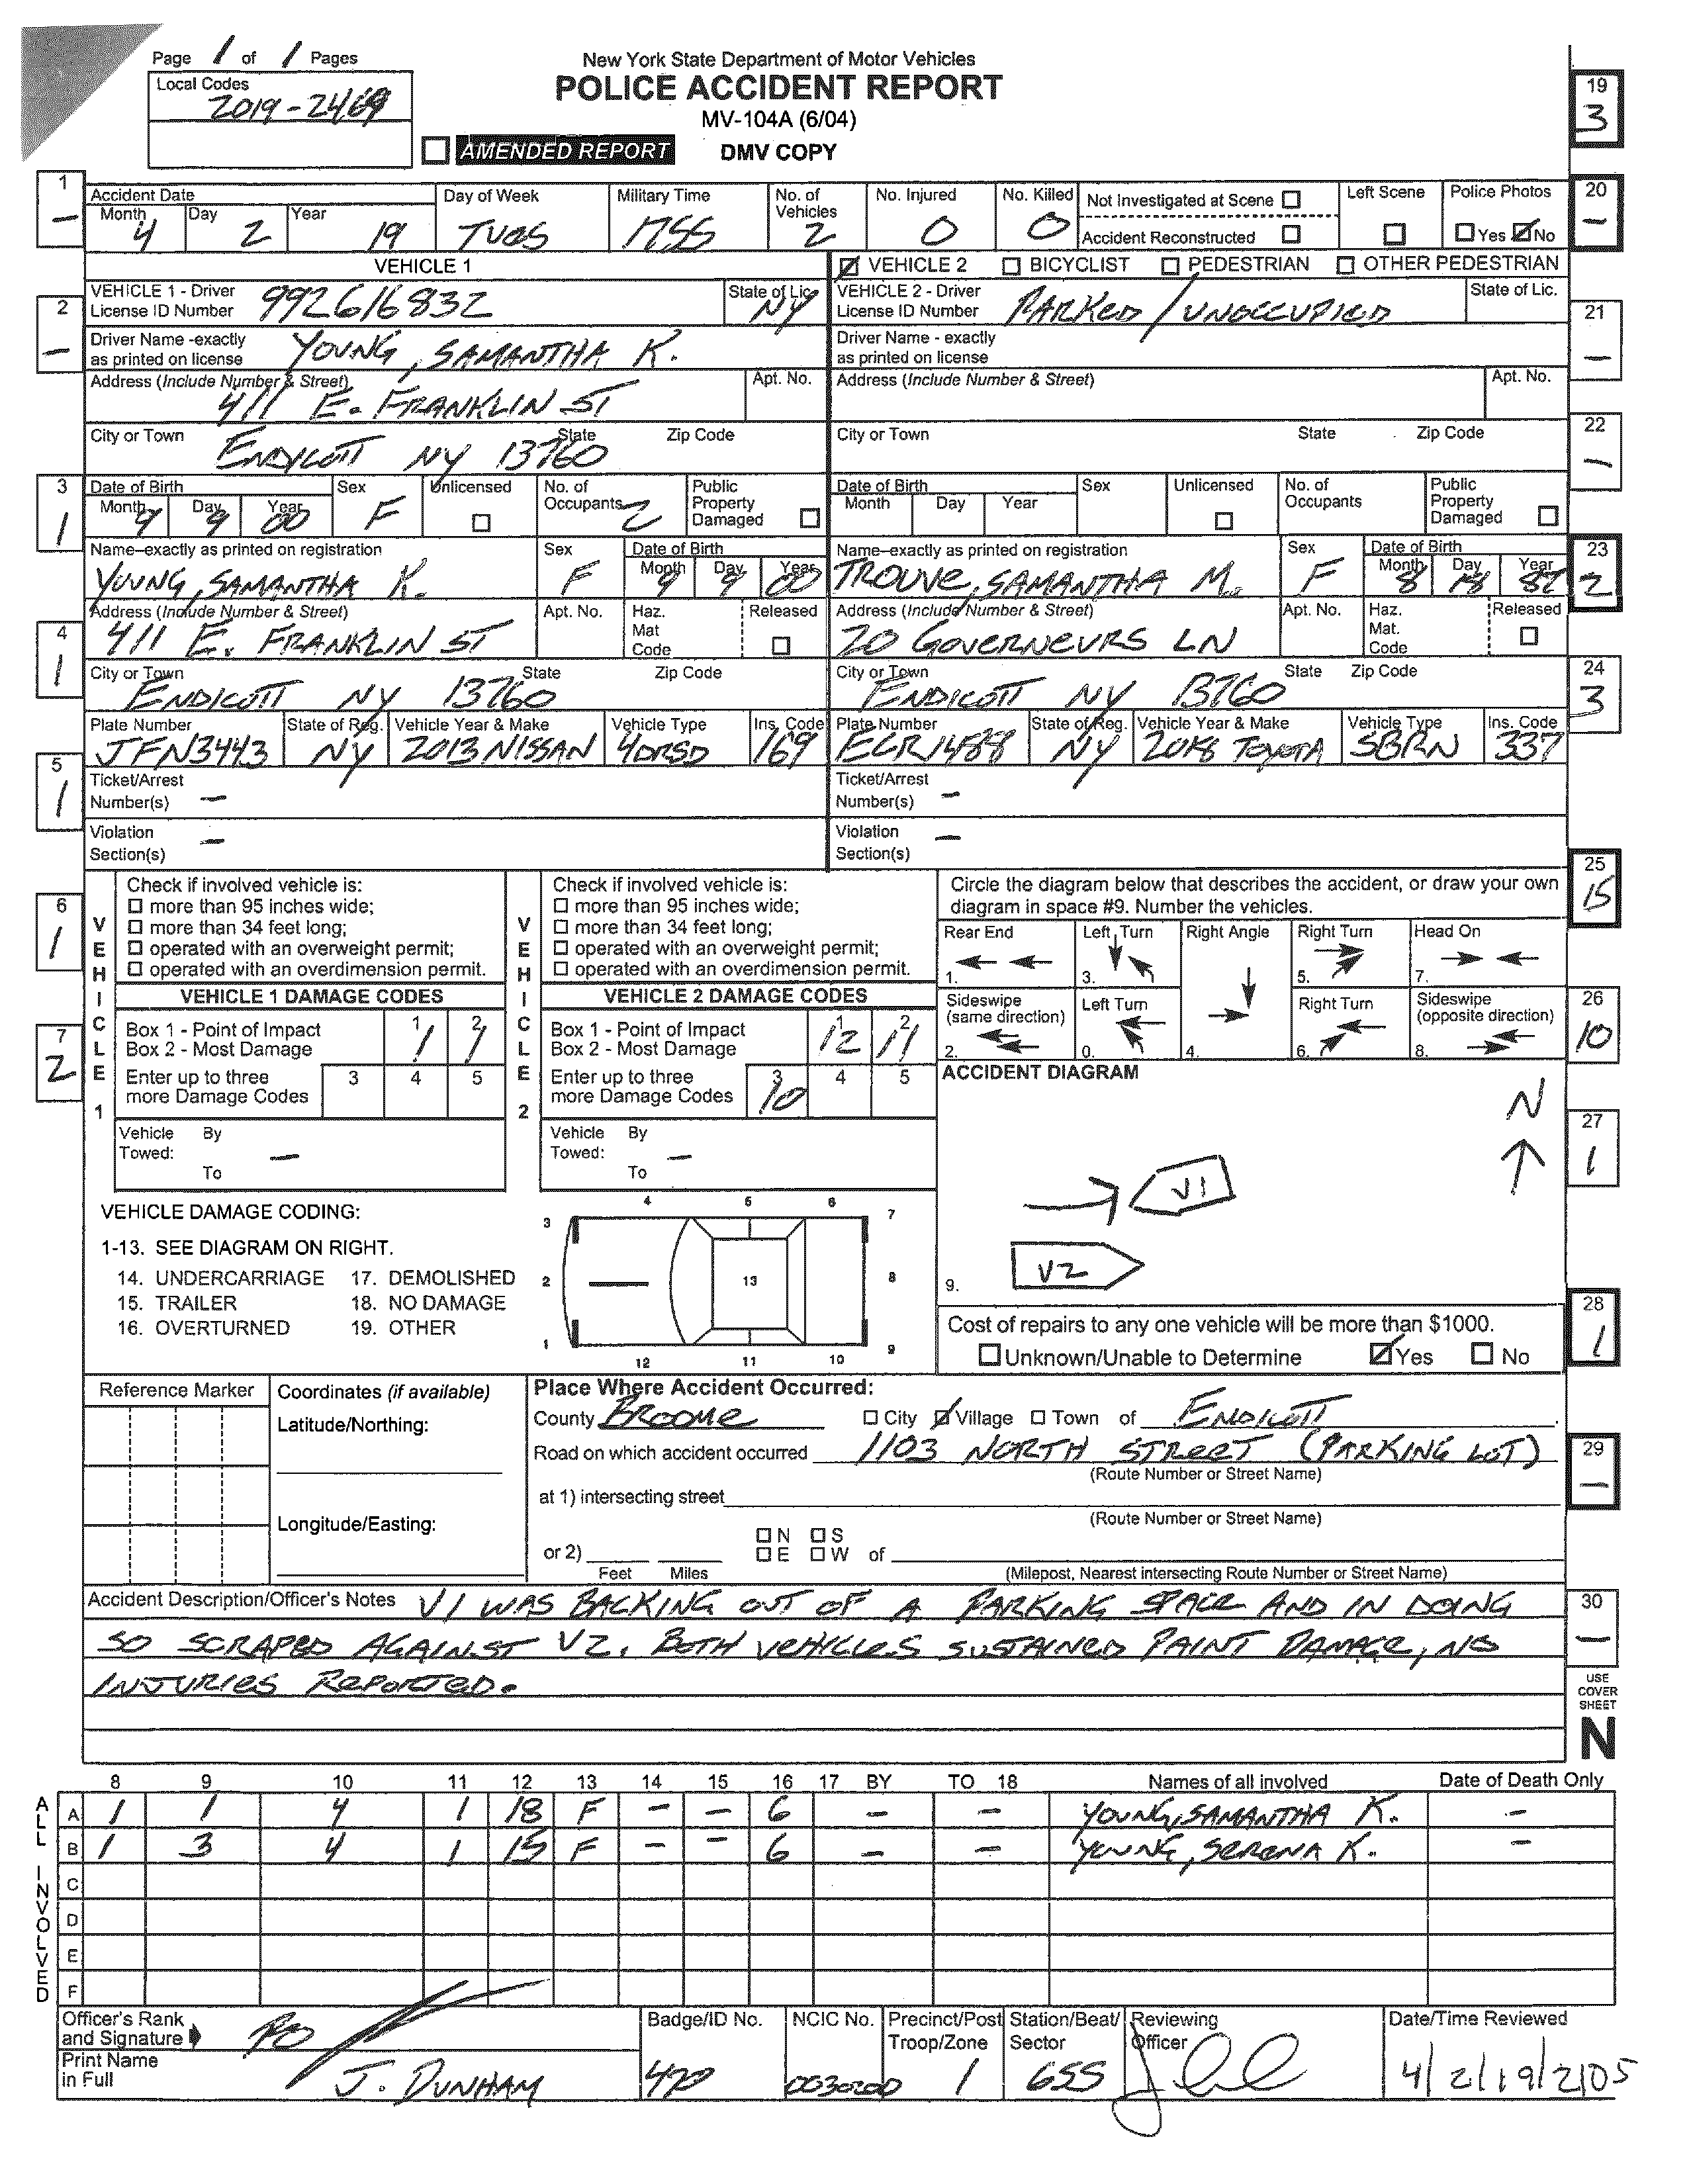 Page 1 of 1 Pages
Local Codes
2019-2469
New York State Department of Motor Vehicles
POLICE ACCIDENT REPORT
MV-104A (6/04)
AMENDED REPORT DMV COPY
19 3
1 –
Accident Date Month 4 Day 2 Year 19 Day of Week TUES Military Time 1755 No. of Vehicles 2 No. Injured 0 No. Killed 0 Not Investigated at Scene Accident Reconstructed Left Scene Police Photos Yes No
20 –
VEHICLE 1 VEHICLE 2 BICYCLIST PEDESTRIAN OTHER PEDESTRIAN
2 –
VEHICLE 1 - Driver License ID Number 992616832 State of Lic. NY VEHICLE 2 - Driver License ID Number PARKED / UNOCCUPIED State of Lic.
21 –
Driver Name -exactly as printed on license YOUNG, SAMANTHA K. Driver Name - exactly as printed on license
Address (Include Number & Street) 411 E. FRANKLIN ST Apt. No. Address (Include Number & Street) Apt. No.
City or Town ENDICOTT State NY Zip Code 13760 City or Town State Zip Code
22 –
3 1
Date of Birth Month 9 Day 9 Year 00 Sex F Unlicensed No. of Occupants 2 Public Property Damaged Date of Birth Month Day Year Sex Unlicensed No. of Occupants Public Property Damaged
Name–exactly as printed on registration YOUNG, SAMANTHA K. Sex F Date of Birth Month 9 Day 9 Year 00 Name–exactly as printed on registration TROUVE, SAMANTHA M. Sex F Date of Birth Month 8 Day 18 Year 87
23 2
4 1
Address (Include Number & Street) 411 E. FRANKLIN ST Apt. No. Haz. Mat Code Released Address (Include Number & Street) 20 GOVERNEURS LN Apt. No. Haz. Mat. Code Released
City or Town ENDICOTT State NY Zip Code 13760 City or Town ENDICOTT State NY Zip Code 13760
24 3
Plate Number JFN3443 State of Reg. NY Vehicle Year & Make 2013 NISSAN Vehicle Type 4DRSD Ins. Code 169 Plate Number ECR1488 State of Reg. NY Vehicle Year & Make 2018 TOYOTA Vehicle Type SBRN Ins. Code 337
5 1
Ticket/Arrest Number(s) – Ticket/Arrest Number(s) –
Violation Section(s) – Violation Section(s) –
25 15
6 1
VEHICLE 1
Check if involved vehicle is:
more than 95 inches wide;
more than 34 feet long;
operated with an overweight permit;
operated with an overdimension permit.
VEHICLE 1 DAMAGE CODES
Box 1 - Point of Impact 1 1
Box 2 - Most Damage 2 1
Enter up to three more Damage Codes 3 4 5
Vehicle Towed: By – To
7 2
VEHICLE 2
Check if involved vehicle is:
more than 95 inches wide;
more than 34 feet long;
operated with an overweight permit;
operated with an overdimension permit.
VEHICLE 2 DAMAGE CODES
Box 1 - Point of Impact 1 12
Box 2 - Most Damage 2 11
Enter up to three more Damage Codes 3 10 4 5
Vehicle Towed: By – To
Circle the diagram below that describes the accident, or draw your own
diagram in space #9. Number the vehicles.
Rear End 1. Left Turn 3. Right Angle 4. Right Turn 5. Head On 7.
Sideswipe (same direction) 2. Left Turn 0. Right Turn 6. Sideswipe (opposite direction) 8.
26 10
ACCIDENT DIAGRAM
N
V1
V2
9.
27 1
VEHICLE DAMAGE CODING:
1-13. SEE DIAGRAM ON RIGHT.
14. UNDERCARRIAGE 17. DEMOLISHED
15. TRAILER 18. NO DAMAGE
16. OVERTURNED 19. OTHER
4 5 6
3 7
2 13 8
1 9
12 11 10
Cost of repairs to any one vehicle will be more than $1000.
Unknown/Unable to Determine Yes No
28 1
Reference Marker
Coordinates (if available)
Latitude/Northing:
Longitude/Easting:
Place Where Accident Occurred:
County BROOME City Village Town of ENDICOTT
Road on which accident occurred 1103 NORTH STREET (PARKING LOT)
(Route Number or Street Name)
29 –
at 1) intersecting street
(Route Number or Street Name)
or 2) Feet Miles N S E W of
(Milepost, Nearest intersecting Route Number or Street Name)
Accident Description/Officer's Notes V1 WAS BACKING OUT OF A PARKING SPACE AND IN DOING
SO SCRAPED AGAINST V2. BOTH VEHICLES SUSTAINED PAINT DAMAGE, NO
INJURIES REPORTED.
30 –
USE COVER SHEET
N
8 9 10 11 12 13 14 15 16 17 BY TO 18 Names of all involved Date of Death Only
ALL INVOLVED
A 1 1 4 1 18 F – – 6 – – YOUNG, SAMANTHA K. –
B 1 3 4 1 15 F – – 6 – – YOUNG, SERENA K. –
C
D
E
F
Officer's Rank and Signature PO
Print Name in Full J. DUNHAM
Badge/ID No. 470 NCIC No. Precinct/Post Troop/Zone 1 Station/Beat/Sector 655 Reviewing Officer Date/Time Reviewed 4/2/19/2105